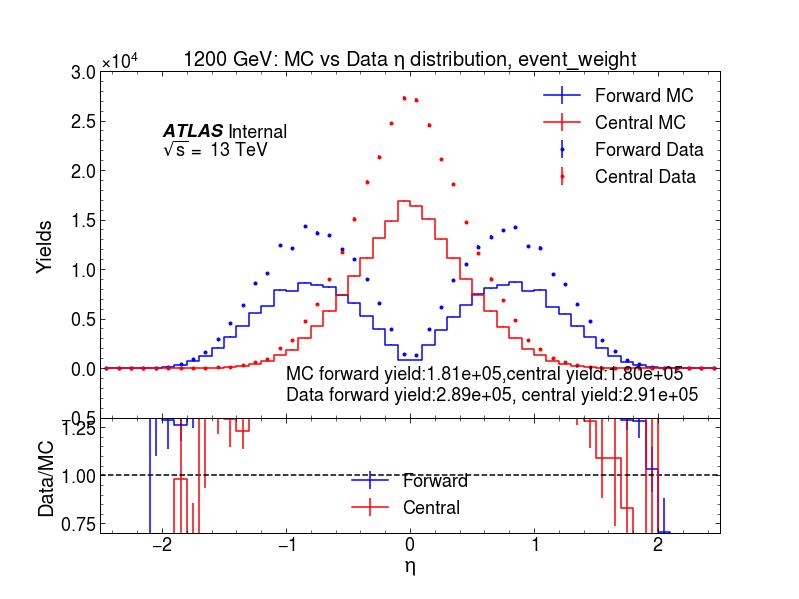 ×10⁴
1200 GeV: MC vs Data η distribution, event_weight
3.0
2.5
2.0
1.5
1.0
0.5
0.0
0.5
Yields
ATLAS Internal
√s = 13 TeV
Forward MC
Central MC
Forward Data
Central Data
MC forward yield:1.81e+05,central yield:1.80e+05
Data forward yield:2.89e+05, central yield:2.91e+05
1.25
1.00
0.75
Data/MC
Forward
Central
−2
−1
0
1
2
η